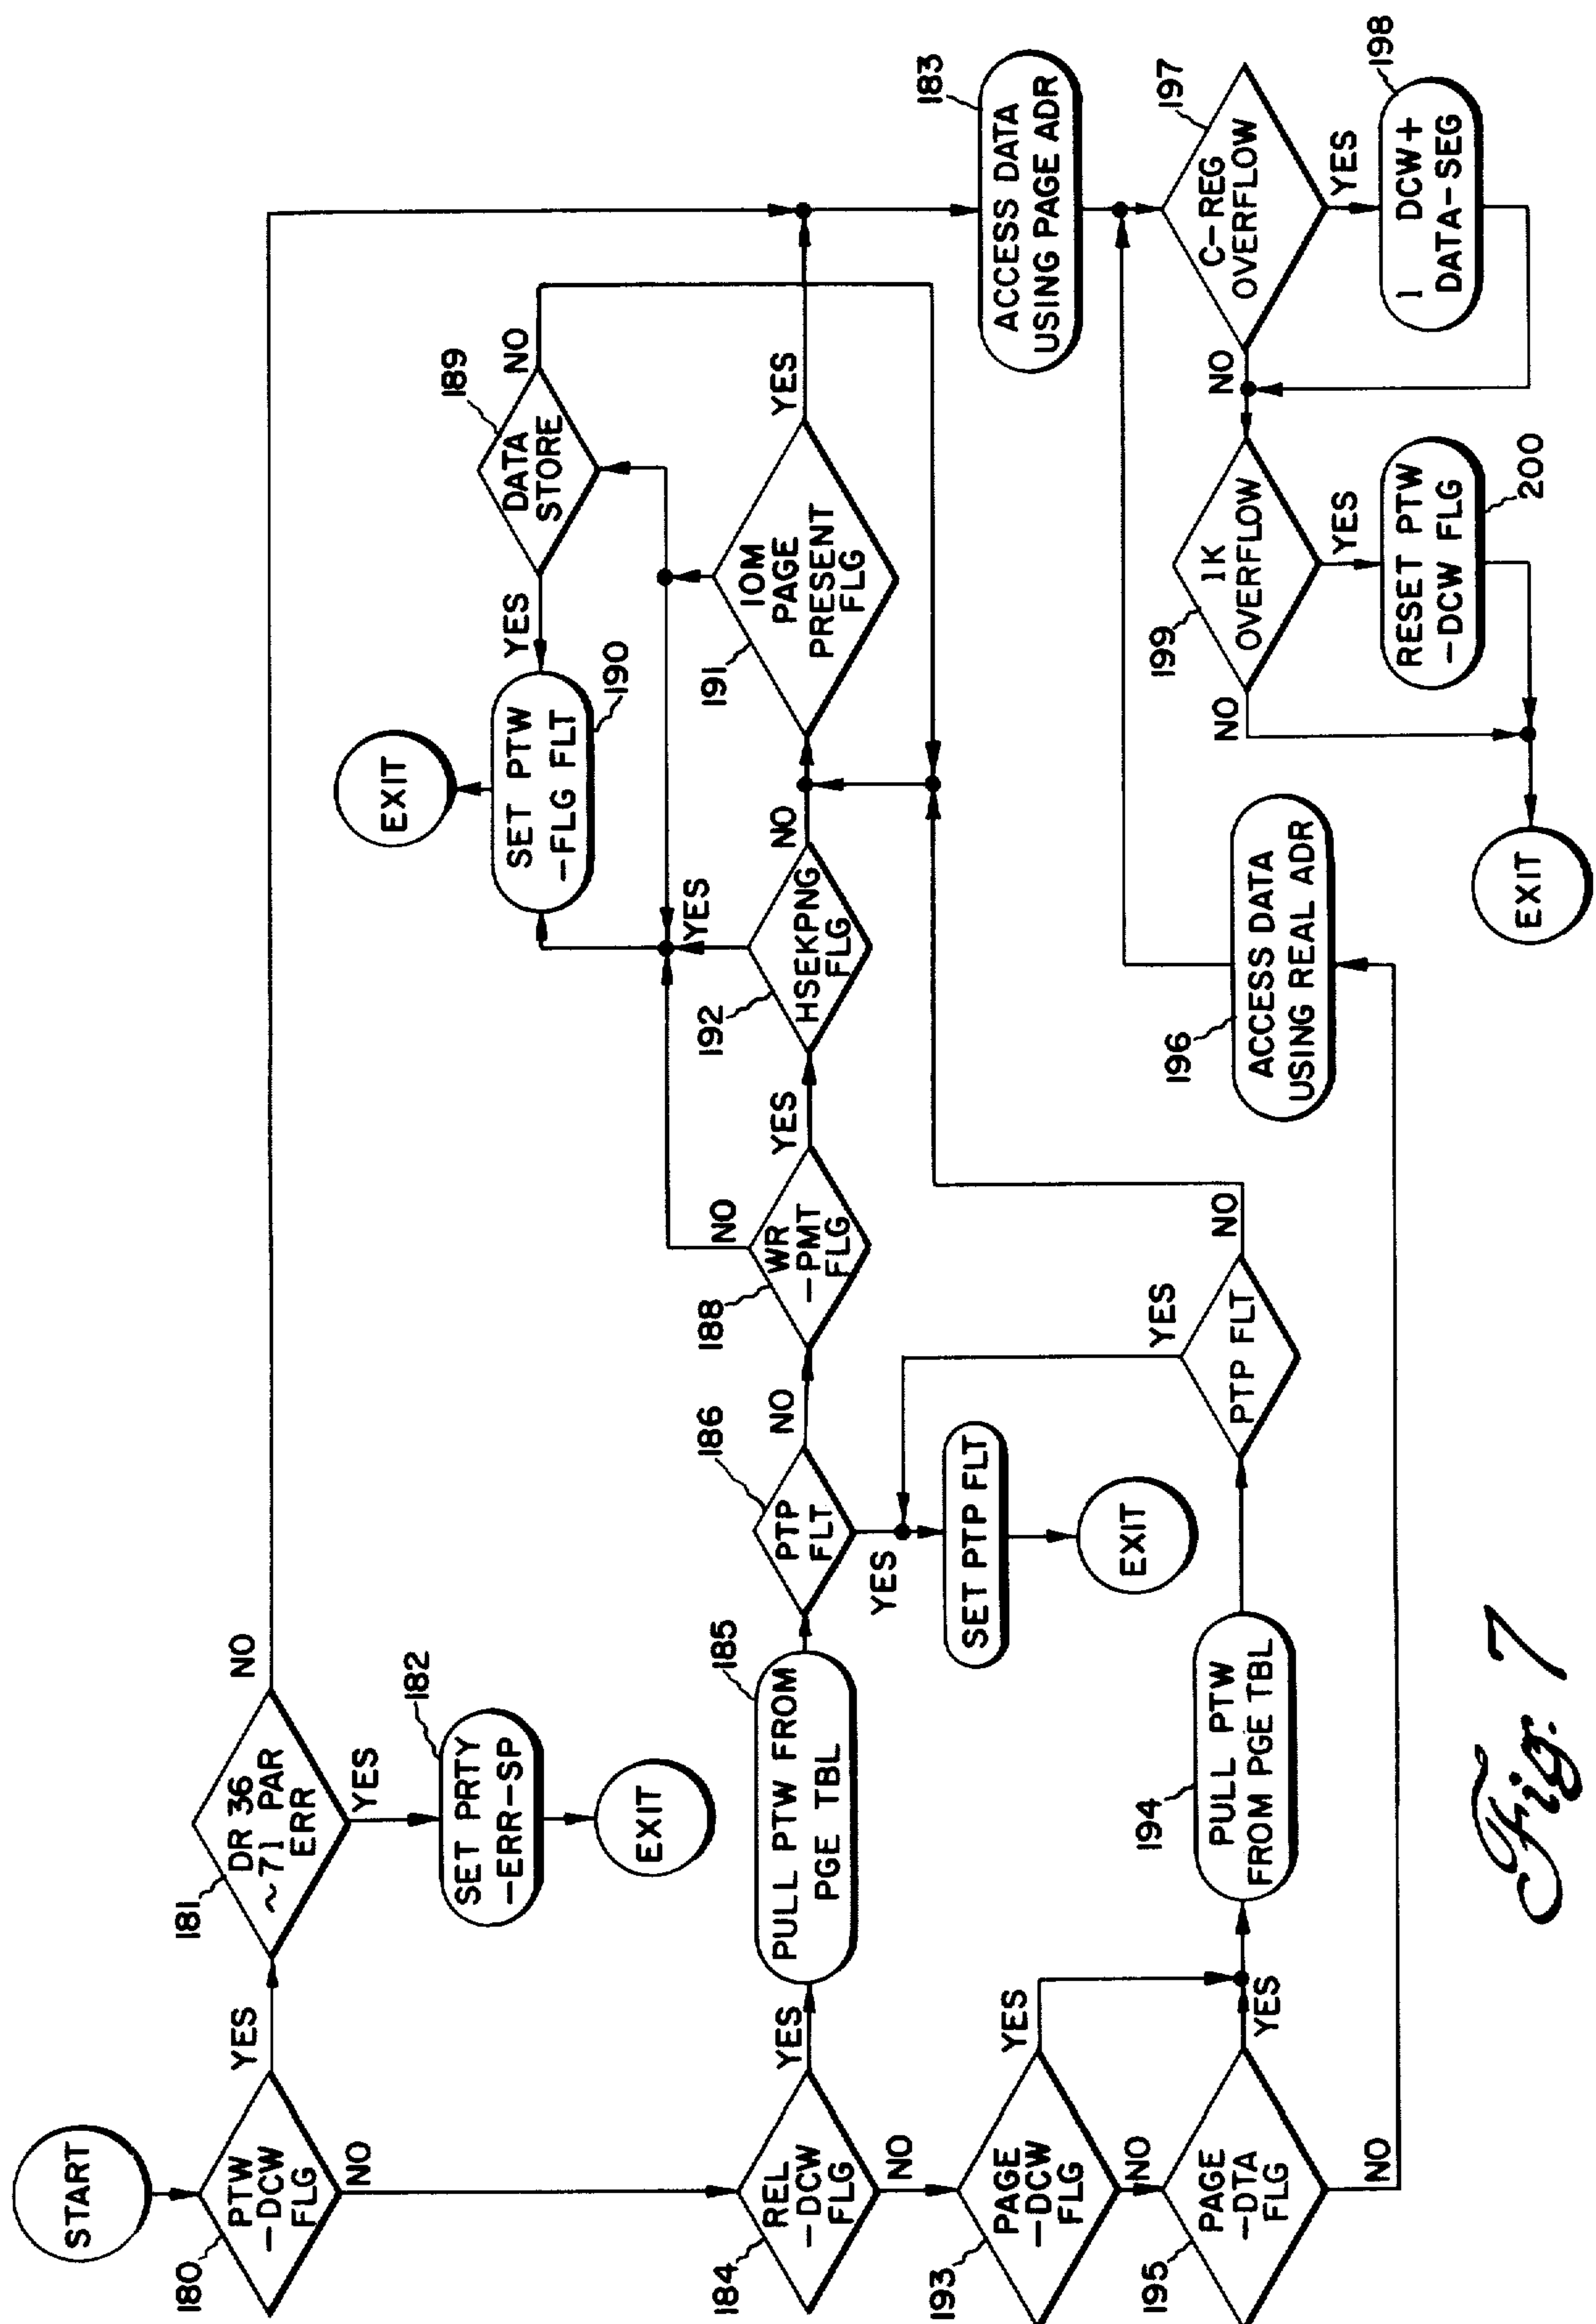 START
180
PTW
-DCW
FLG
YES
NO
181
DR 36
~71 PAR
ERR
NO
YES
182
SET PRTY
-ERR-SP
EXIT
184
REL
-DCW
FLG
YES
NO
185
PULL PTW FROM
PGE TBL
186
PTP
FLT
NO
YES
SET PTP FLT
EXIT
188
WR
-PMT
FLG
NO
YES
192
HSEKPNG
FLG
YES
NO
191
IOM
PAGE
PRESENT
FLG
YES
189
DATA
STORE
NO
YES
190
SET PTW
-FLG FLT
EXIT
193
PAGE
-DCW
FLG
YES
NO
195
PAGE
-DTA
FLG
YES
NO
194
PULL PTW
FROM PGE TBL
PTP FLT
YES
NO
196
ACCESS DATA
USING REAL ADR
183
ACCESS DATA
USING PAGE ADR
197
C-REG
OVERFLOW
NO
YES
198
1 DCW+
DATA-SEG
199
1K
OVERFLOW
NO
YES
200
RESET PTW
-DCW FLG
EXIT
Fig. 7